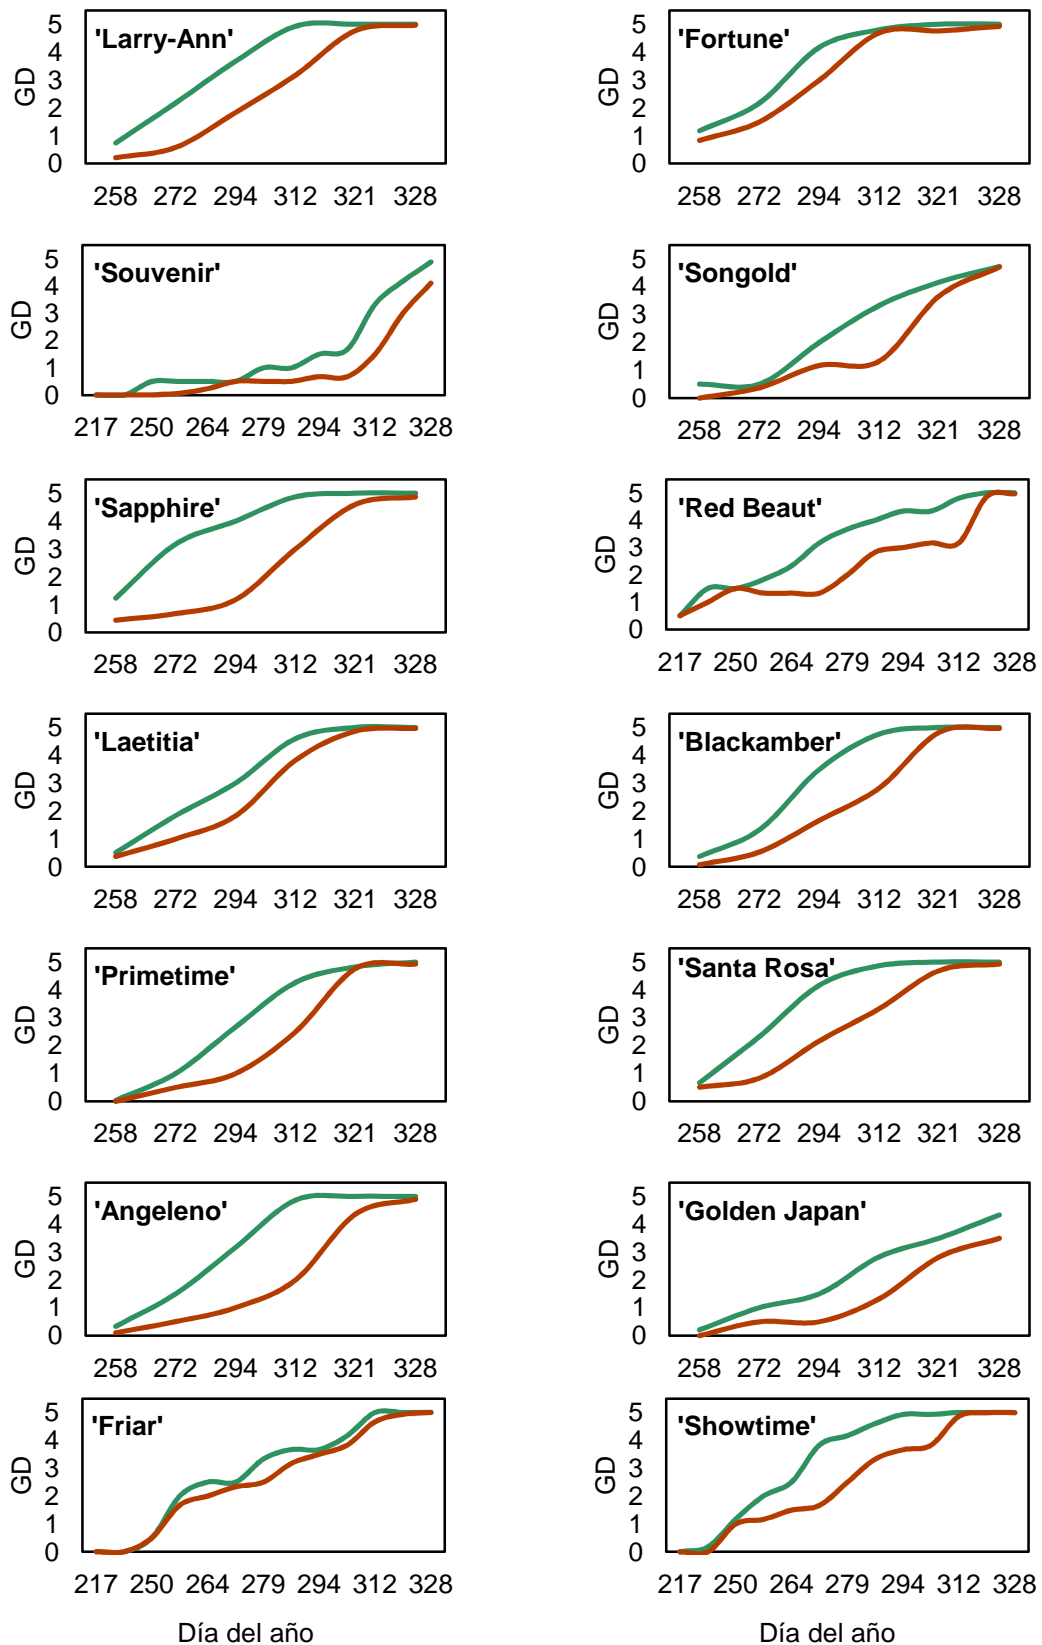 'Larry-Ann'
GD
5
4
3
2
1
0
258 272 294 312 321 328
'Fortune'
GD
5
4
3
2
1
0
258 272 294 312 321 328
'Souvenir'
GD
5
4
3
2
1
0
217 250 264 279 294 312 328
'Songold'
GD
5
4
3
2
1
0
258 272 294 312 321 328
'Sapphire'
GD
5
4
3
2
1
0
258 272 294 312 321 328
'Red Beaut'
GD
5
4
3
2
1
0
217 250 264 279 294 312 328
'Laetitia'
GD
5
4
3
2
1
0
258 272 294 312 321 328
'Blackamber'
GD
5
4
3
2
1
0
258 272 294 312 321 328
'Primetime'
GD
5
4
3
2
1
0
258 272 294 312 321 328
'Santa Rosa'
GD
5
4
3
2
1
0
258 272 294 312 321 328
'Angeleno'
GD
5
4
3
2
1
0
258 272 294 312 321 328
'Golden Japan'
GD
5
4
3
2
1
0
258 272 294 312 321 328
'Friar'
GD
5
4
3
2
1
0
217 250 264 279 294 312 328
Día del año
'Showtime'
GD
5
4
3
2
1
0
217 250 264 279 294 312 328
Día del año